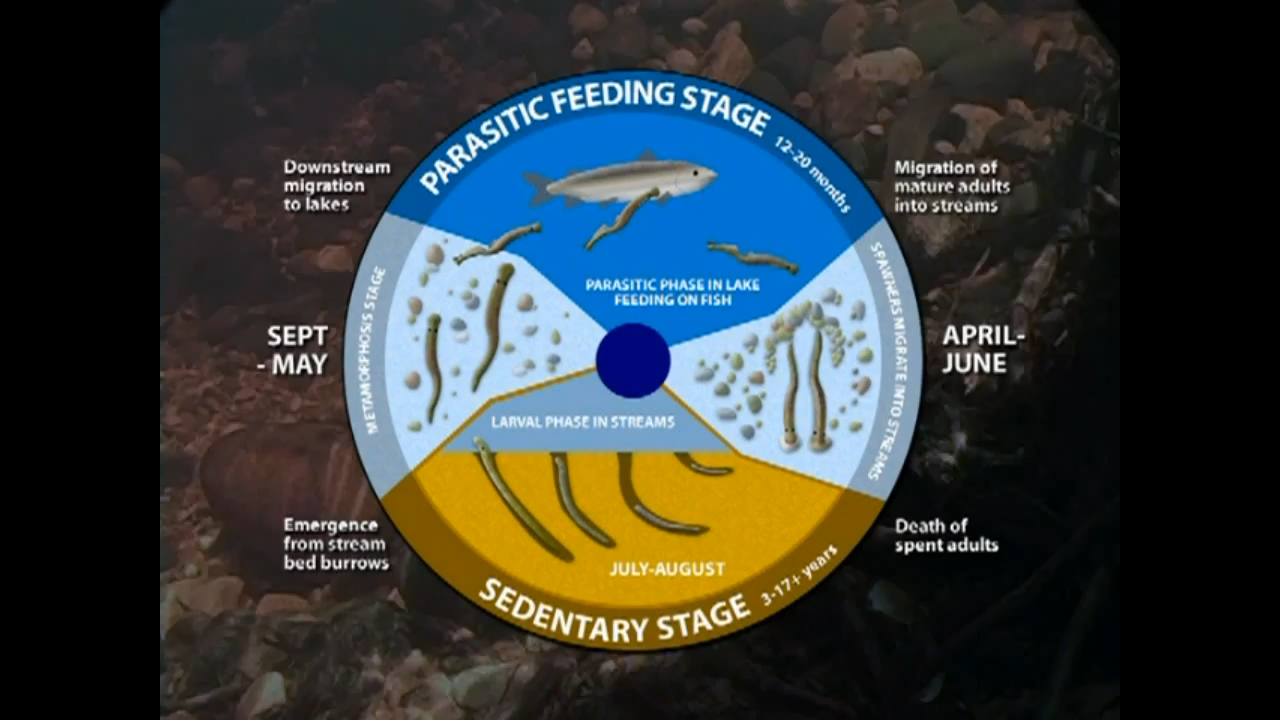 PARASITIC FEEDING STAGE 12-20 months
Downstream
migration
to lakes
Migration of
mature adults
into streams
PARASITIC PHASE IN LAKE
FEEDING ON FISH
METAMORPHOSIS STAGE
SPAWNERS MIGRATE INTO STREAMS
SEPT
- MAY
APRIL-
JUNE
LARVAL PHASE IN STREAMS
Emergence
from stream
bed burrows
Death of
spent adults
JULY-AUGUST
SEDENTARY STAGE 3-17+ years